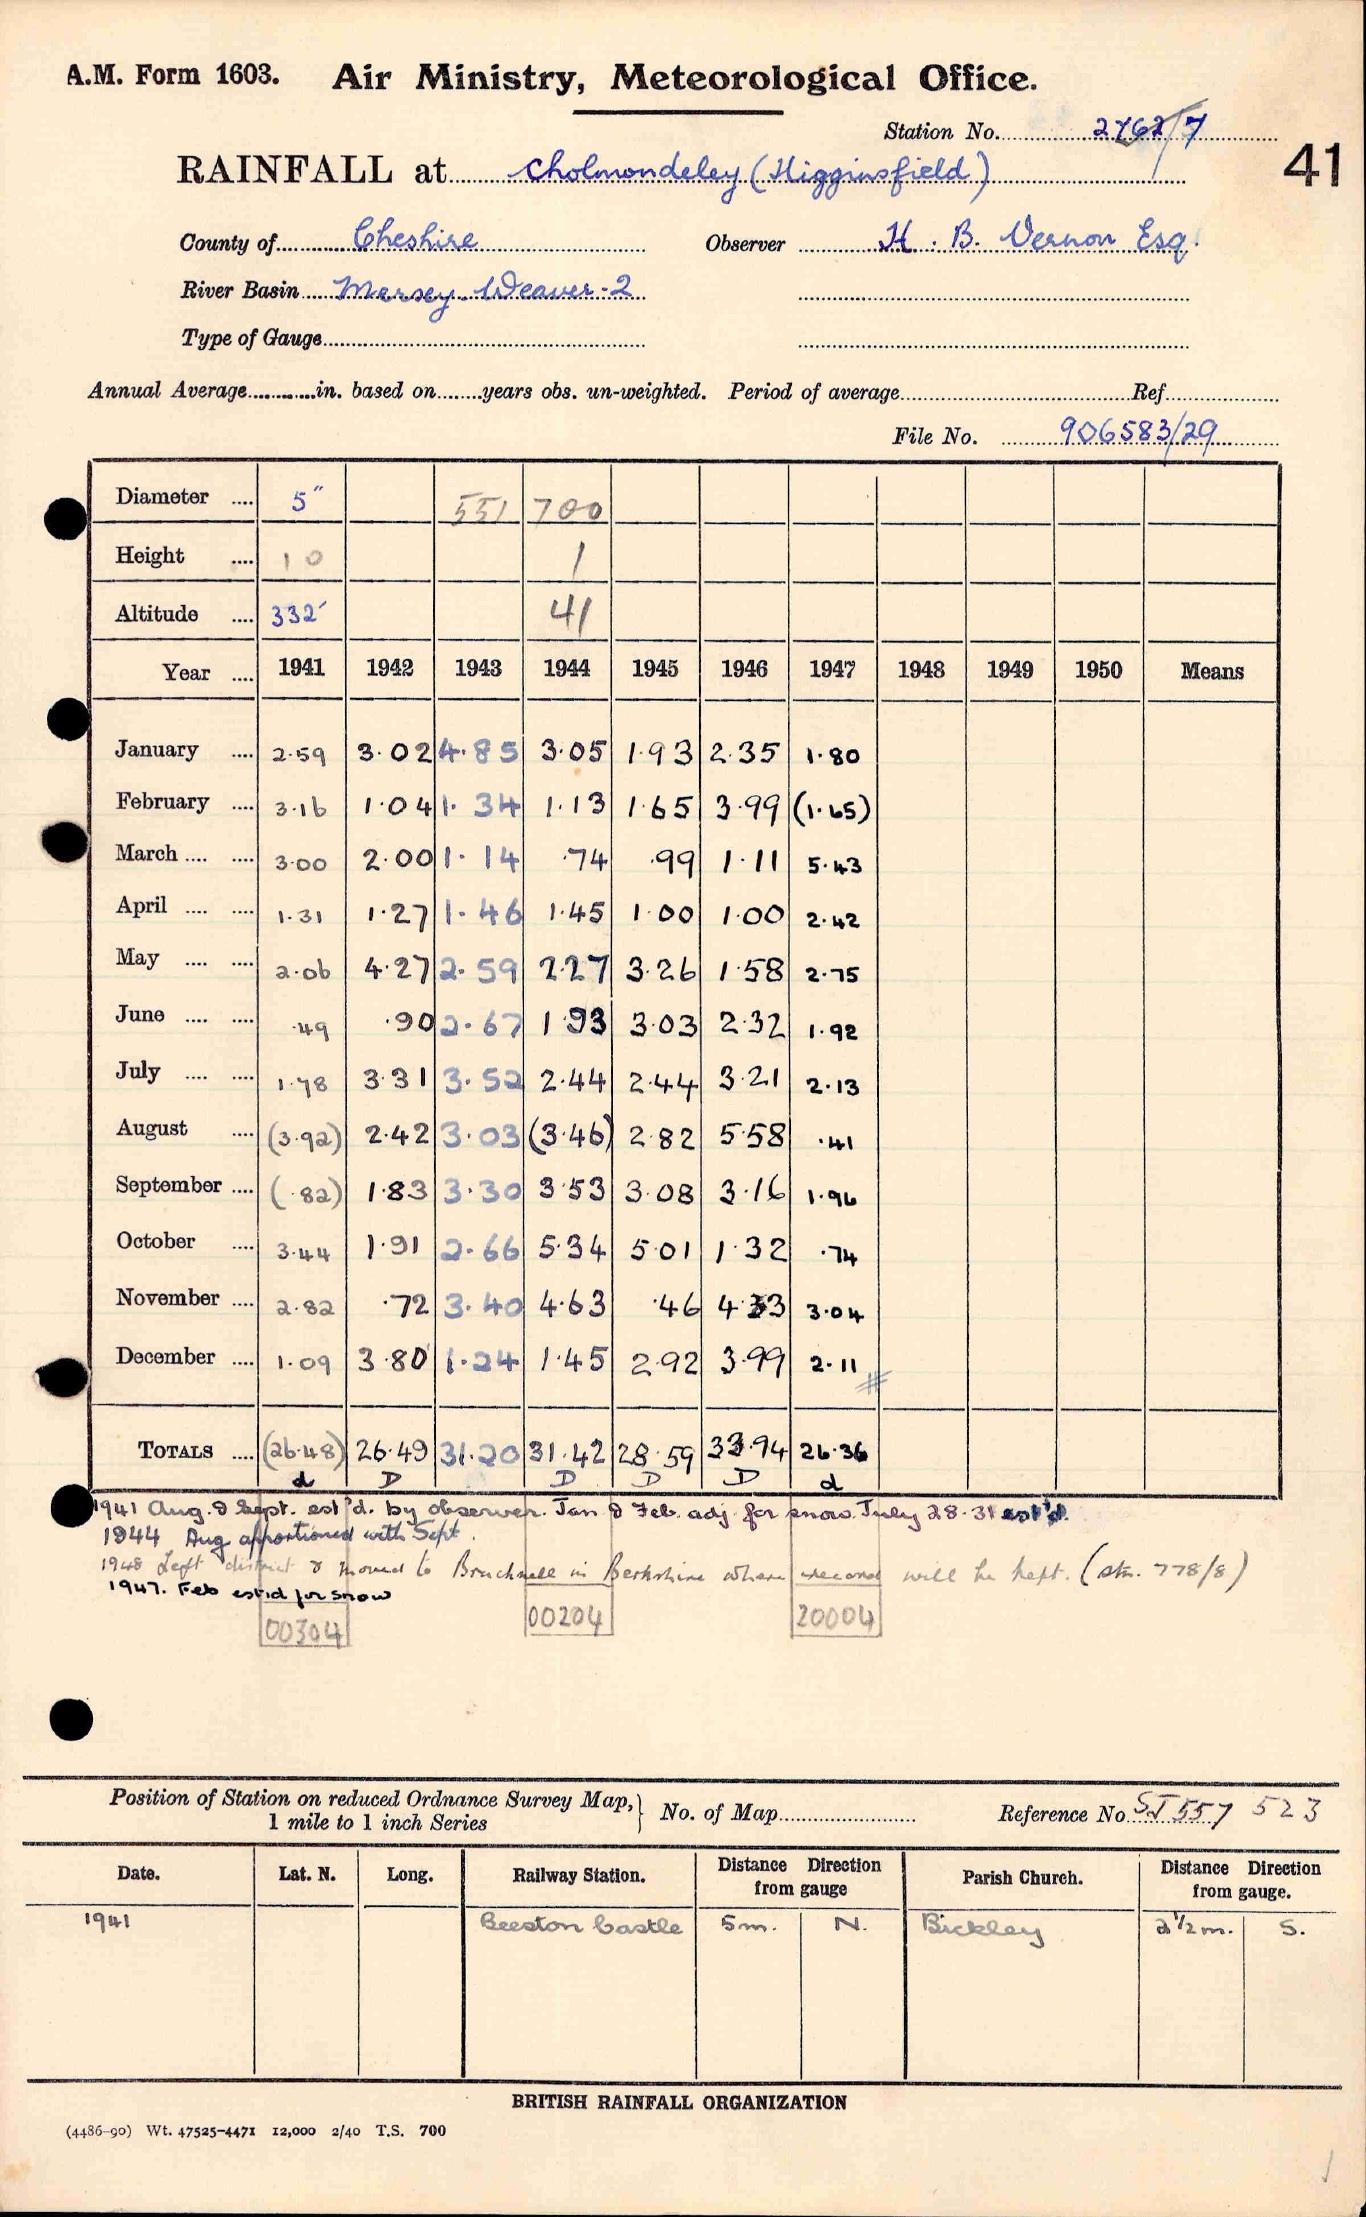 A.M. Form 1603. Air Ministry, Meteorological Office.
Station No. 2762/7
41
RAINFALL at Cholmondeley (Higginsfield)
County of Cheshire Observer H. B. Vernon Esq.
River Basin Mersey-Weaver-2
Type of Gauge
Annual Average in. based on years obs. un-weighted. Period of average Ref
File No. 906583/29
Diameter 5" 551 700
Height 10 1
Altitude 332' 41
Year 1941 1942 1943 1944 1945 1946 1947 1948 1949 1950 Means
January 2.59 3.02 4.85 3.05 1.93 2.35 1.80
February 3.16 1.04 1.34 1.13 1.65 3.99 (1.65)
March 3.00 2.00 1.14 .74 .99 1.11 5.43
April 1.31 1.27 1.46 1.45 1.00 1.00 2.42
May 2.06 4.27 2.59 2.27 3.26 1.58 2.75
June .49 .90 2.67 1.93 3.03 2.32 1.92
July 1.78 3.31 3.52 2.44 2.44 3.21 2.13
August (3.92) 2.42 3.03 (3.46) 2.82 5.58 .41
September (.82) 1.83 3.30 3.53 3.08 3.16 1.96
October 3.44 1.91 2.66 5.34 5.01 1.32 .74
November 2.82 .72 3.40 4.63 .46 4.33 3.04
December 1.09 3.80 1.24 1.45 2.92 3.99 2.11
#
TOTALS (26.48) 26.49 31.20 31.42 28.59 33.94 26.36
d D D D D d
1941 Aug. & Sept. est'd. by observer. Jan & Feb. adj. for snow. July 28-31 est'd.
1944 Aug apportioned with Sept.
1948 Left district & moved to Bracknell in Berkshire where record will be kept. (stn. 778/8)
1947. Feb est'd for snow
00304 00204 20004
Position of Station on reduced Ordnance Survey Map, } No. of Map Reference No. SJ 557 523
1 mile to 1 inch Series
Date. Lat. N. Long. Railway Station. Distance Direction from gauge Parish Church. Distance Direction from gauge.
1941 Beeston Castle 5m. N. Bickley 2½m. S.
BRITISH RAINFALL ORGANIZATION
(4486-90) Wt. 47525-4471 12,000 2/40 T.S. 700